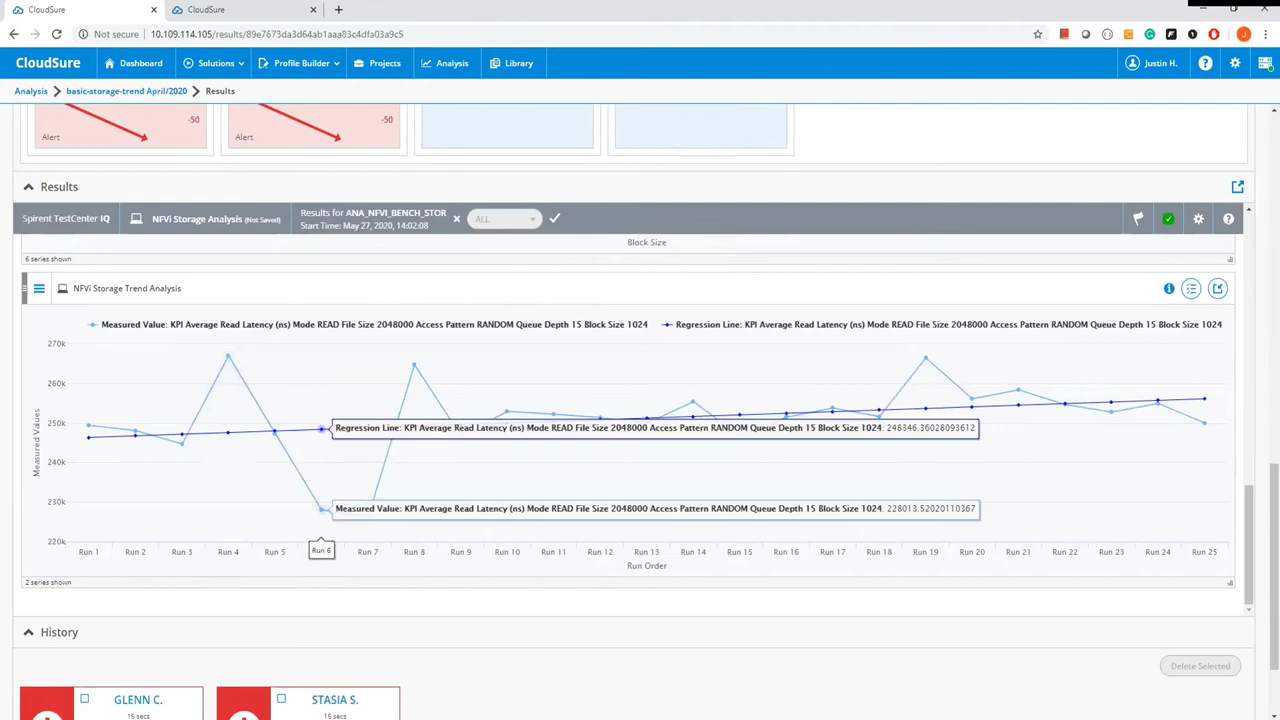 CloudSure
CloudSure
Not secure | 10.109.114.105/results/89e7673da3d64ab1aaa83c4dfa03a9c5
J
CloudSure Dashboard Solutions Profile Builder Projects Analysis Library Justin H.
Analysis basic-storage-trend April/2020 Results
-50 -50
Alert Alert
Results
Spirent TestCenter IQ NFVi Storage Analysis (Not Saved) Results for ANA_NFVI_BENCH_STOR ALL
Start Time: May 27, 2020, 14:02:08
Block Size
6 series shown
NFVi Storage Trend Analysis
Measured Value: KPI Average Read Latency (ns) Mode READ File Size 2048000 Access Pattern RANDOM Queue Depth 15 Block Size 1024
Regression Line: KPI Average Read Latency (ns) Mode READ File Size 2048000 Access Pattern RANDOM Queue Depth 15 Block Size 1024
270k
260k
250k
240k
230k
220k
Measured Values
Regression Line: KPI Average Read Latency (ns) Mode READ File Size 2048000 Access Pattern RANDOM Queue Depth 15 Block Size 1024: 248346.36028093612
Measured Value: KPI Average Read Latency (ns) Mode READ File Size 2048000 Access Pattern RANDOM Queue Depth 15 Block Size 1024: 228013.52020110367
Run 1 Run 2 Run 3 Run 4 Run 5 Run 6 Run 7 Run 8 Run 9 Run 10 Run 11 Run 12 Run 13 Run 14 Run 15 Run 16 Run 17 Run 18 Run 19 Run 20 Run 21 Run 22 Run 23 Run 24 Run 25
Run Order
2 series shown
History
Delete Selected
GLENN C. STASIA S.
16 secs 16 secs